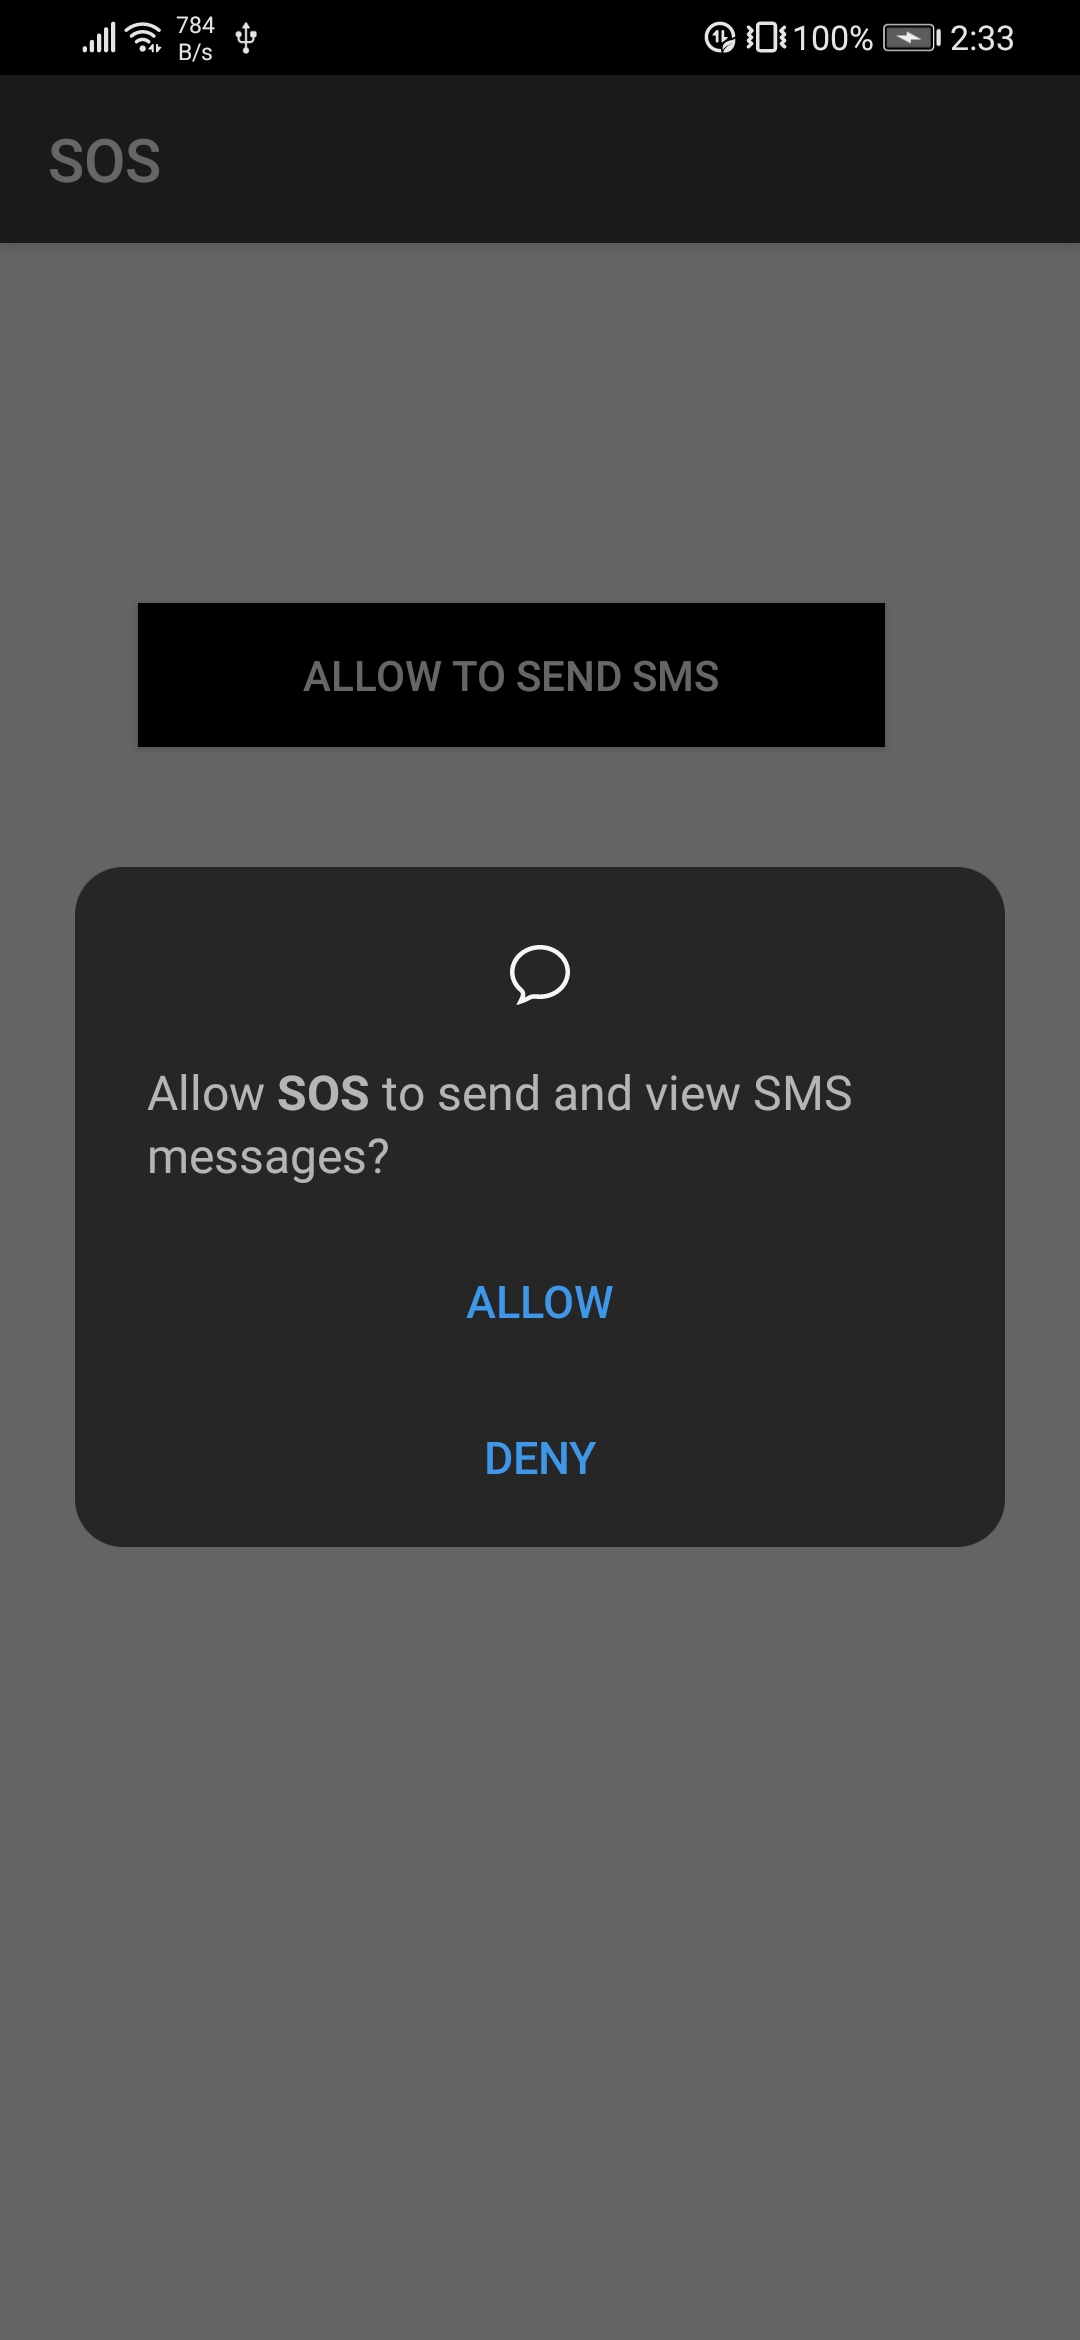 784
B/s
100%
2:33
SOS
ALLOW TO SEND SMS
Allow SOS to send and view SMS
messages?
ALLOW
DENY